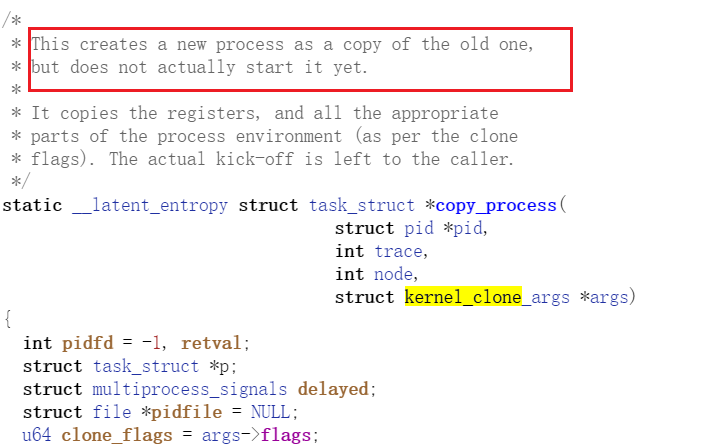 /*
* This creates a new process as a copy of the old one,
* but does not actually start it yet.
*
* It copies the registers, and all the appropriate
* parts of the process environment (as per the clone
* flags). The actual kick-off is left to the caller.
*/
static __latent_entropy struct task_struct *copy_process(
struct pid *pid,
int trace,
int node,
struct kernel_clone_args *args)
{
int pidfd = -1, retval;
struct task_struct *p;
struct multiprocess_signals delayed;
struct file *pidfile = NULL;
u64 clone_flags = args->flags;